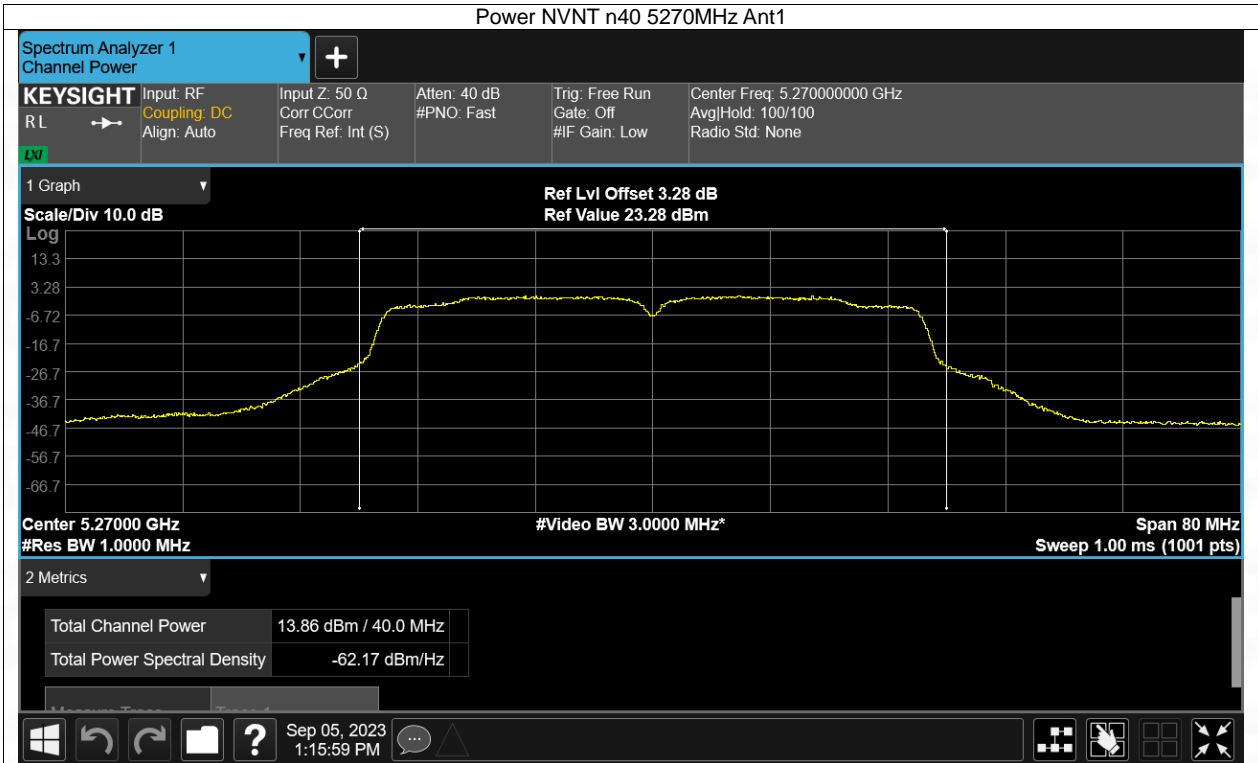 Power NVNT n40 5270MHz Ant1
Spectrum Analyzer 1
Channel Power
KEYSIGHT
R L
LXI
Input: RF
Coupling: DC
Align: Auto
Input Z: 50 Ω
Corr CCorr
Freq Ref: Int (S)
Atten: 40 dB
#PNO: Fast
Trig: Free Run
Gate: Off
#IF Gain: Low
Center Freq: 5.270000000 GHz
Avg|Hold: 100/100
Radio Std: None
1 Graph
Scale/Div 10.0 dB
Ref Lvl Offset 3.28 dB
Ref Value 23.28 dBm
Log
13.3
3.28
-6.72
-16.7
-26.7
-36.7
-46.7
-56.7
-66.7
Center 5.27000 GHz
#Video BW 3.0000 MHz*
Span 80 MHz
#Res BW 1.0000 MHz
Sweep 1.00 ms (1001 pts)
2 Metrics
Total Channel Power 13.86 dBm / 40.0 MHz
Total Power Spectral Density -62.17 dBm/Hz
?
Sep 05, 2023
1:15:59 PM